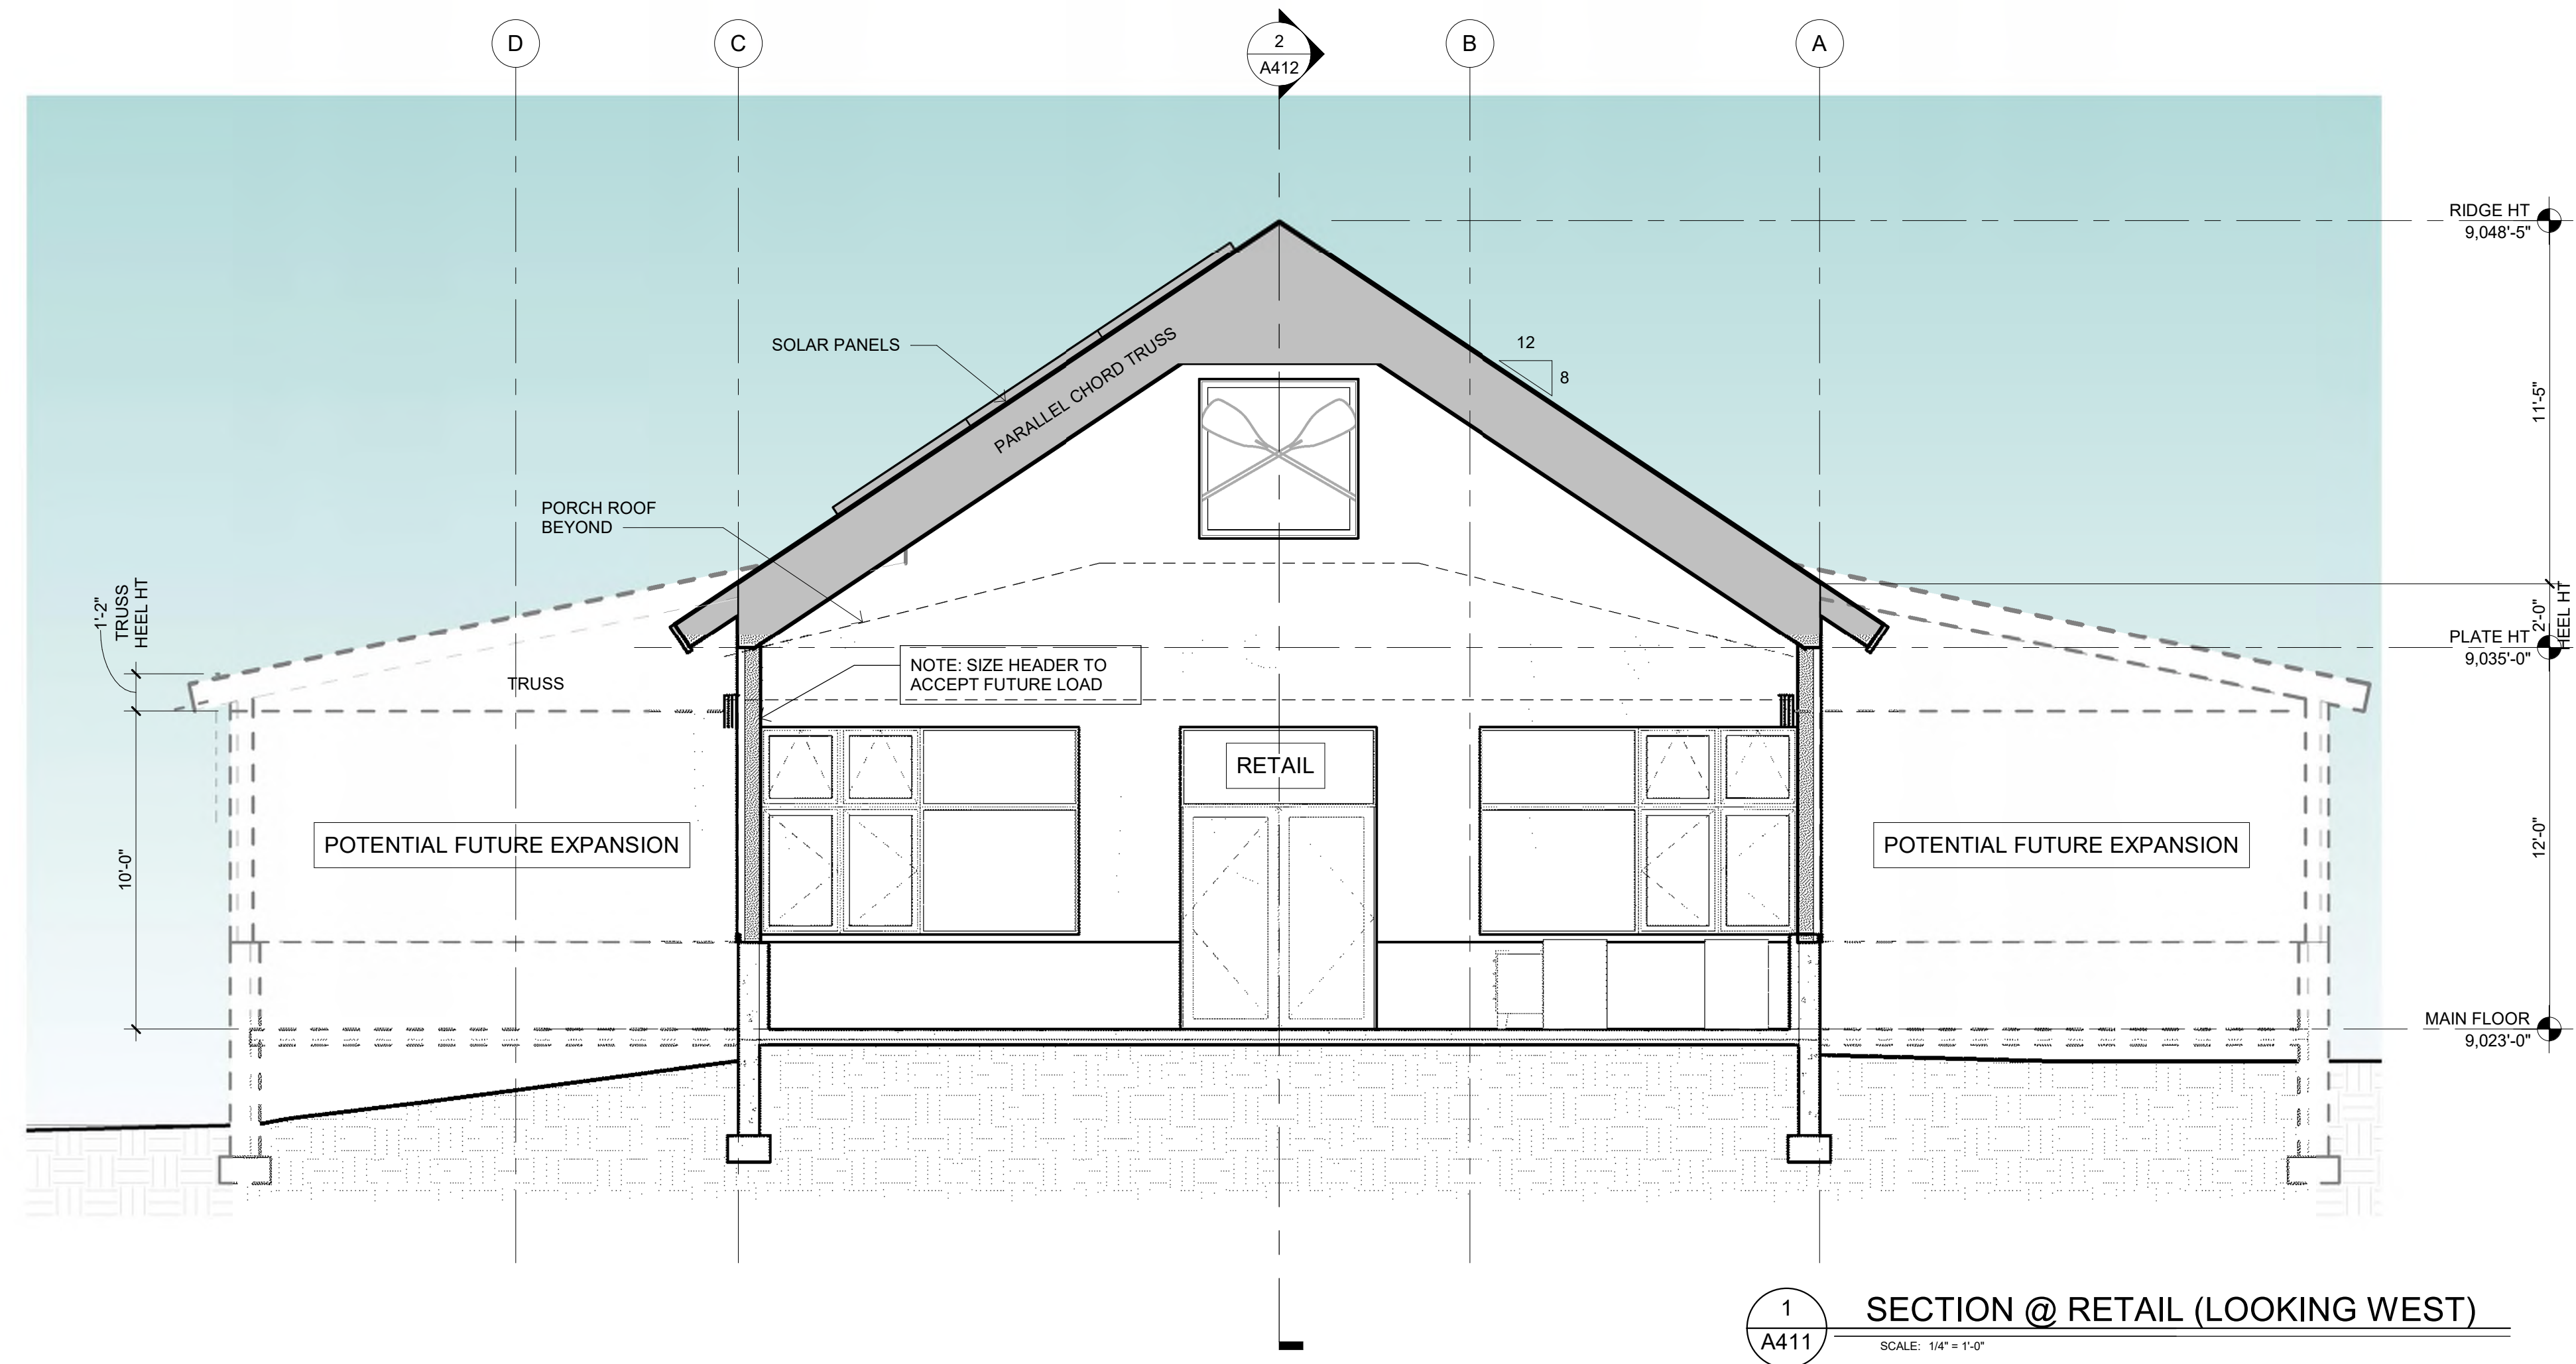 D
C
2
A412
B
A
RIDGE HT
9,048'-5"
12
8
SOLAR PANELS
PARALLEL CHORD TRUSS
11'-5"
PORCH ROOF
BEYOND
1'-2"
TRUSS
HEEL HT
2'-0"
HEEL HT
PLATE HT
9,035'-0"
NOTE: SIZE HEADER TO
ACCEPT FUTURE LOAD
TRUSS
RETAIL
POTENTIAL FUTURE EXPANSION
POTENTIAL FUTURE EXPANSION
10'-0"
12'-0"
MAIN FLOOR
9,023'-0"
1
A411
SECTION @ RETAIL (LOOKING WEST)
SCALE: 1/4" = 1'-0"